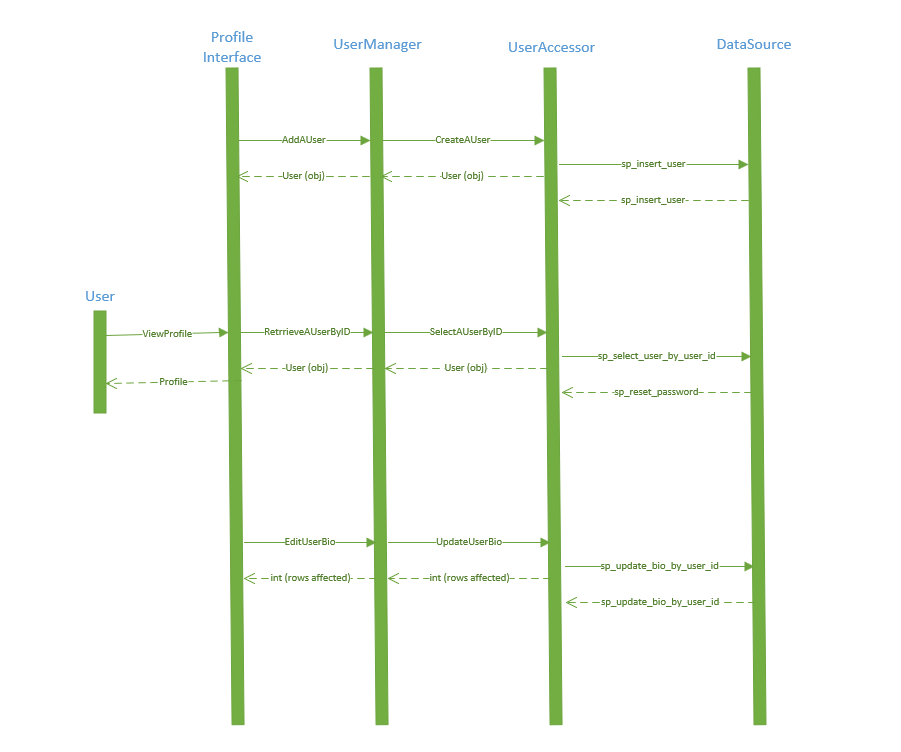 Profile
Interface
UserManager
UserAccessor
DataSource
AddAUser
CreateAUser
sp_insert_user
User (obj)
User (obj)
sp_insert_user
User
ViewProfile
RetrrieveAUserByID
SelectAUserByID
sp_select_user_by_user_id
User (obj)
User (obj)
Profile
sp_reset_password
EditUserBio
UpdateUserBio
sp_update_bio_by_user_id
int (rows affected)
int (rows affected)
sp_update_bio_by_user_id